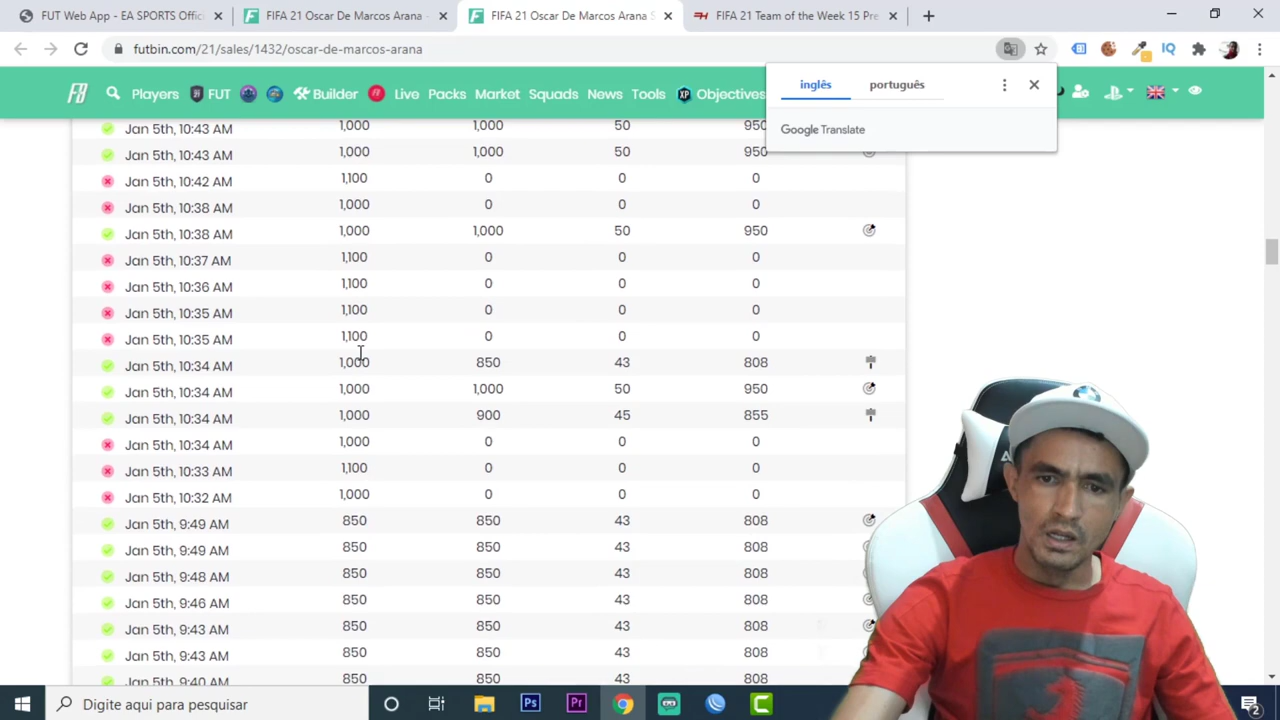 FUT Web App - EA SPORTS Offic
FIFA 21 Oscar De Marcos Arana -
FIFA 21 Oscar De Marcos Arana S
FIFA 21 Team of the Week 15 Pre
futbin.com/21/sales/1432/oscar-de-marcos-arana
Players
FUT
Builder
Live
Packs
Market
Squads
News
Tools
XP
Objectives
inglês
português
Google Translate
Jan 5th, 10:43 AM 1,000 1,000 50 950
Jan 5th, 10:43 AM 1,000 1,000 50 950
Jan 5th, 10:42 AM 1,100 0 0 0
Jan 5th, 10:38 AM 1,000 0 0 0
Jan 5th, 10:38 AM 1,000 1,000 50 950
Jan 5th, 10:37 AM 1,100 0 0 0
Jan 5th, 10:36 AM 1,100 0 0 0
Jan 5th, 10:35 AM 1,100 0 0 0
Jan 5th, 10:35 AM 1,100 0 0 0
Jan 5th, 10:34 AM 1,000 850 43 808
Jan 5th, 10:34 AM 1,000 1,000 50 950
Jan 5th, 10:34 AM 1,000 900 45 855
Jan 5th, 10:34 AM 1,000 0 0 0
Jan 5th, 10:33 AM 1,100 0 0 0
Jan 5th, 10:32 AM 1,000 0 0 0
Jan 5th, 9:49 AM 850 850 43 808
Jan 5th, 9:49 AM 850 850 43 808
Jan 5th, 9:48 AM 850 850 43 808
Jan 5th, 9:46 AM 850 850 43 808
Jan 5th, 9:43 AM 850 850 43 808
Jan 5th, 9:43 AM 850 850 43 808
Jan 5th, 9:40 AM 850 850 43 808
Digite aqui para pesquisar
Ps
Pr
2